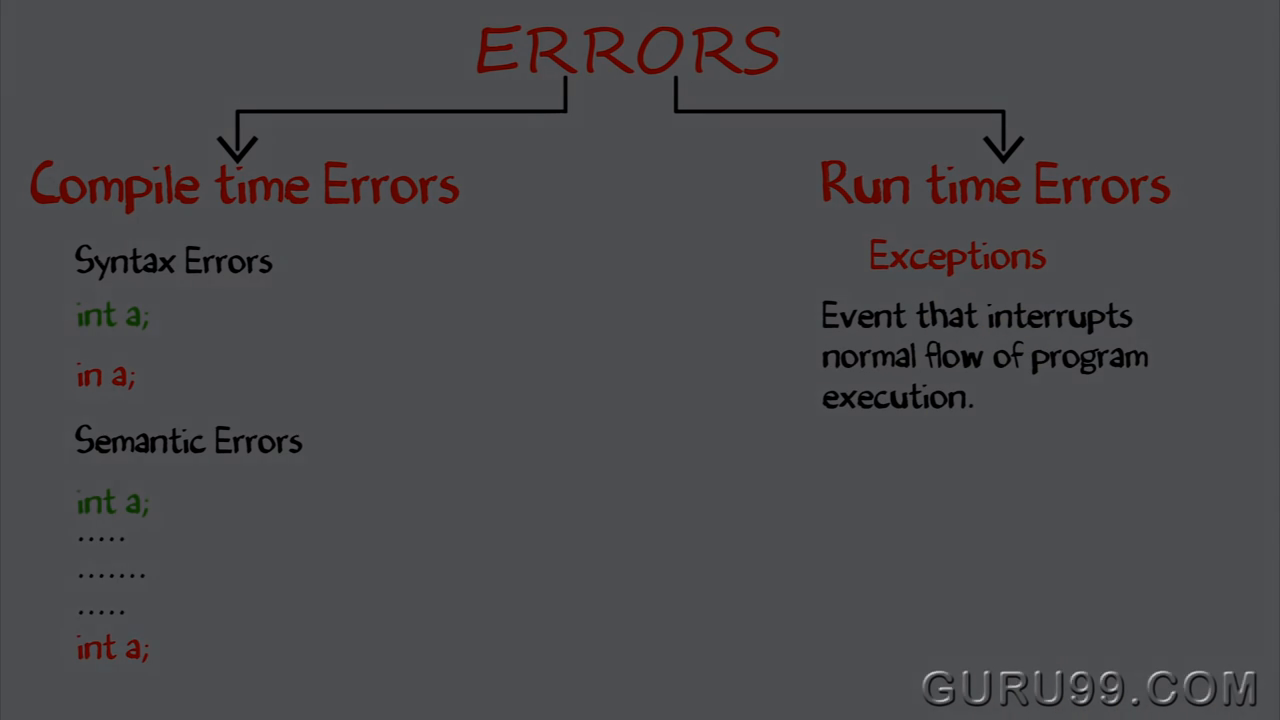 ERRORS
Compile time Errors
Syntax Errors
int a;
in a;
Semantic Errors
int a;
.....
.......
.....
int a;
Run time Errors
Exceptions
Event that interrupts
normal flow of program
execution.
GURU99.COM